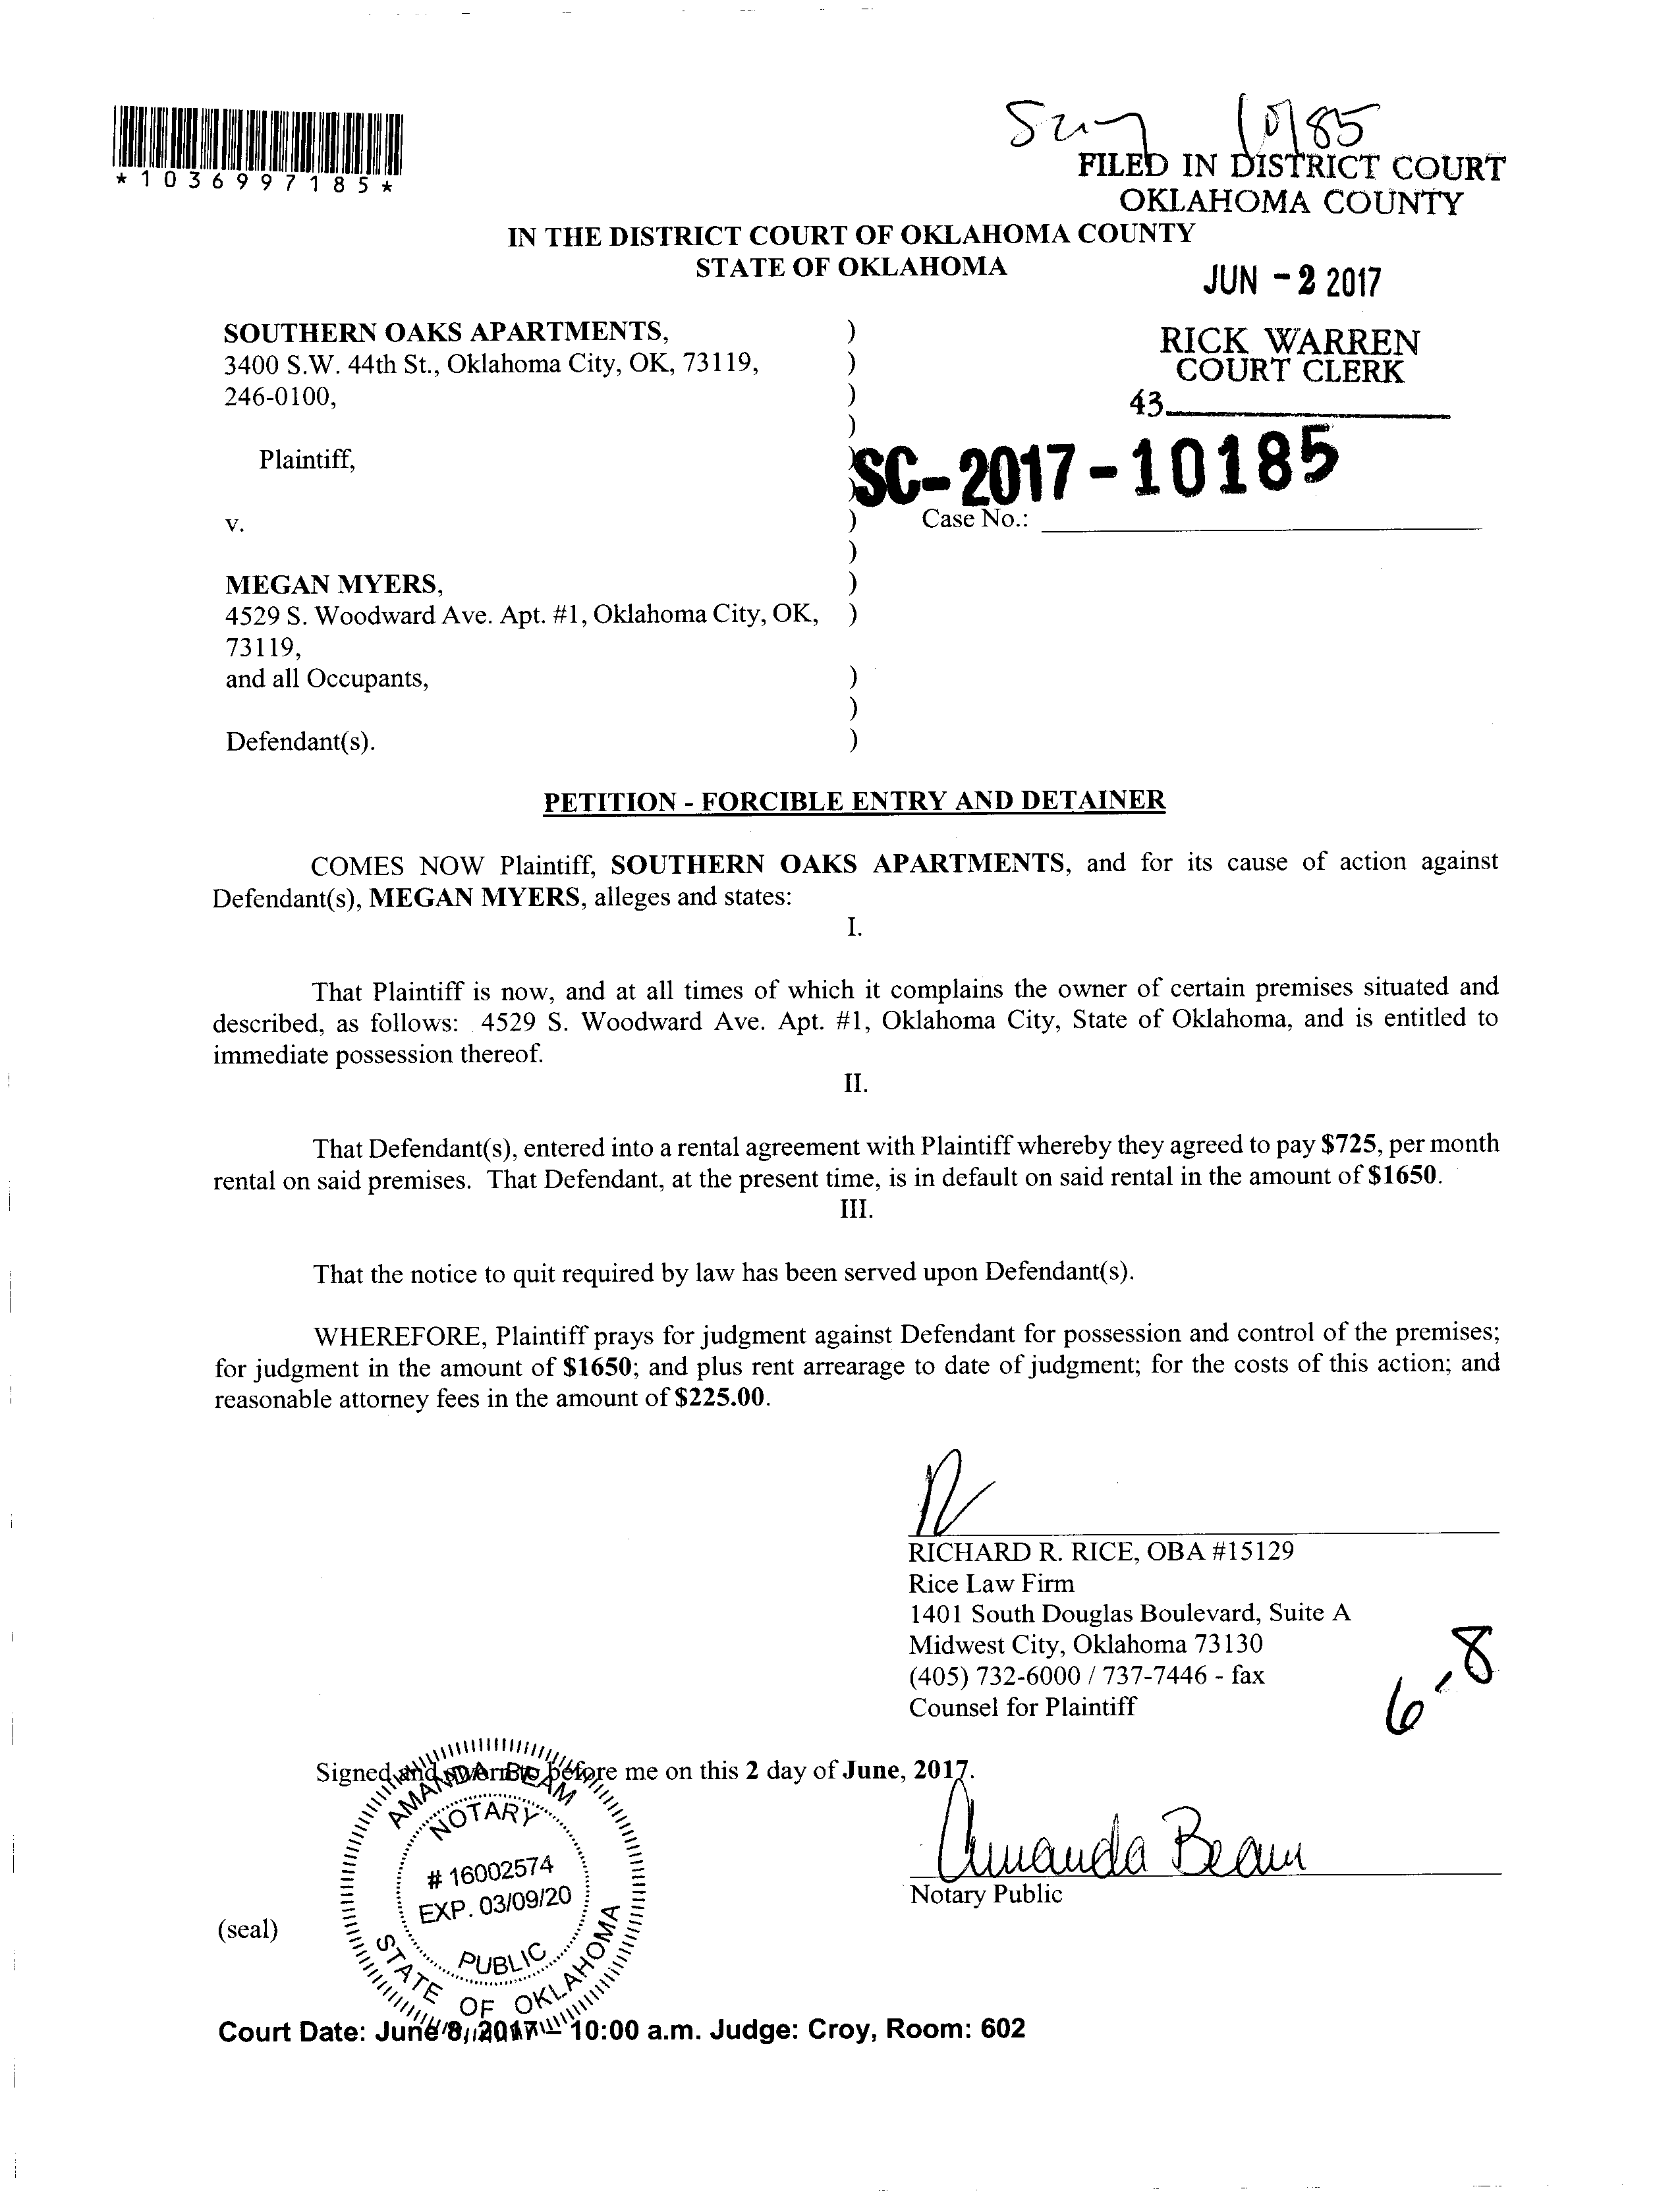 *1036997185*
10185
FILED IN DISTRICT COURT
OKLAHOMA COUNTY
IN THE DISTRICT COURT OF OKLAHOMA COUNTY
STATE OF OKLAHOMA
JUN - 2 2017
SOUTHERN OAKS APARTMENTS, )
3400 S.W. 44th St., Oklahoma City, OK, 73119, )
246-0100, )
)
RICK WARREN
COURT CLERK
43
Plaintiff, )
SC-2017-10185
)
v. ) Case No.:
)
MEGAN MYERS, )
4529 S. Woodward Ave. Apt. #1, Oklahoma City, OK, )
73119,
and all Occupants, )
)
Defendant(s). )
PETITION - FORCIBLE ENTRY AND DETAINER
COMES NOW Plaintiff, SOUTHERN OAKS APARTMENTS, and for its cause of action against
Defendant(s), MEGAN MYERS, alleges and states:
I.
That Plaintiff is now, and at all times of which it complains the owner of certain premises situated and
described, as follows: 4529 S. Woodward Ave. Apt. #1, Oklahoma City, State of Oklahoma, and is entitled to
immediate possession thereof.
II.
That Defendant(s), entered into a rental agreement with Plaintiff whereby they agreed to pay $725, per month
rental on said premises. That Defendant, at the present time, is in default on said rental in the amount of $1650.
III.
That the notice to quit required by law has been served upon Defendant(s).
WHEREFORE, Plaintiff prays for judgment against Defendant for possession and control of the premises;
for judgment in the amount of $1650; and plus rent arrearage to date of judgment; for the costs of this action; and
reasonable attorney fees in the amount of $225.00.
RICHARD R. RICE, OBA #15129
Rice Law Firm
1401 South Douglas Boulevard, Suite A
Midwest City, Oklahoma 73130
(405) 732-6000 / 737-7446 - fax
Counsel for Plaintiff
6-8
Signed and sworn to before me on this 2 day of June, 2017.
Amanda Beam
Notary Public
(seal)
AMANDA BEAM
NOTARY
# 16002574
EXP. 03/09/20
PUBLIC
STATE OF OKLAHOMA
Court Date: June 8, 2017 – 10:00 a.m. Judge: Croy, Room: 602